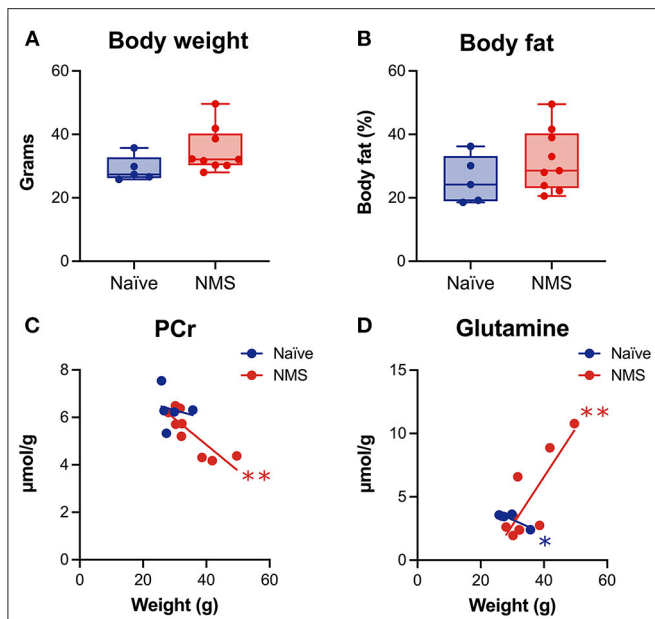 A
Body weight
60
40
20
0
Grams
Naïve
NMS
B
Body fat
60
40
20
0
Body fat (%)
Naïve
NMS
C
PCr
Naïve
NMS
8
6
4
2
0
µmol/g
**
0
20
40
60
Weight (g)
D
Glutamine
Naïve
NMS
15
10
5
0
µmol/g
**
*
0
20
40
60
Weight (g)